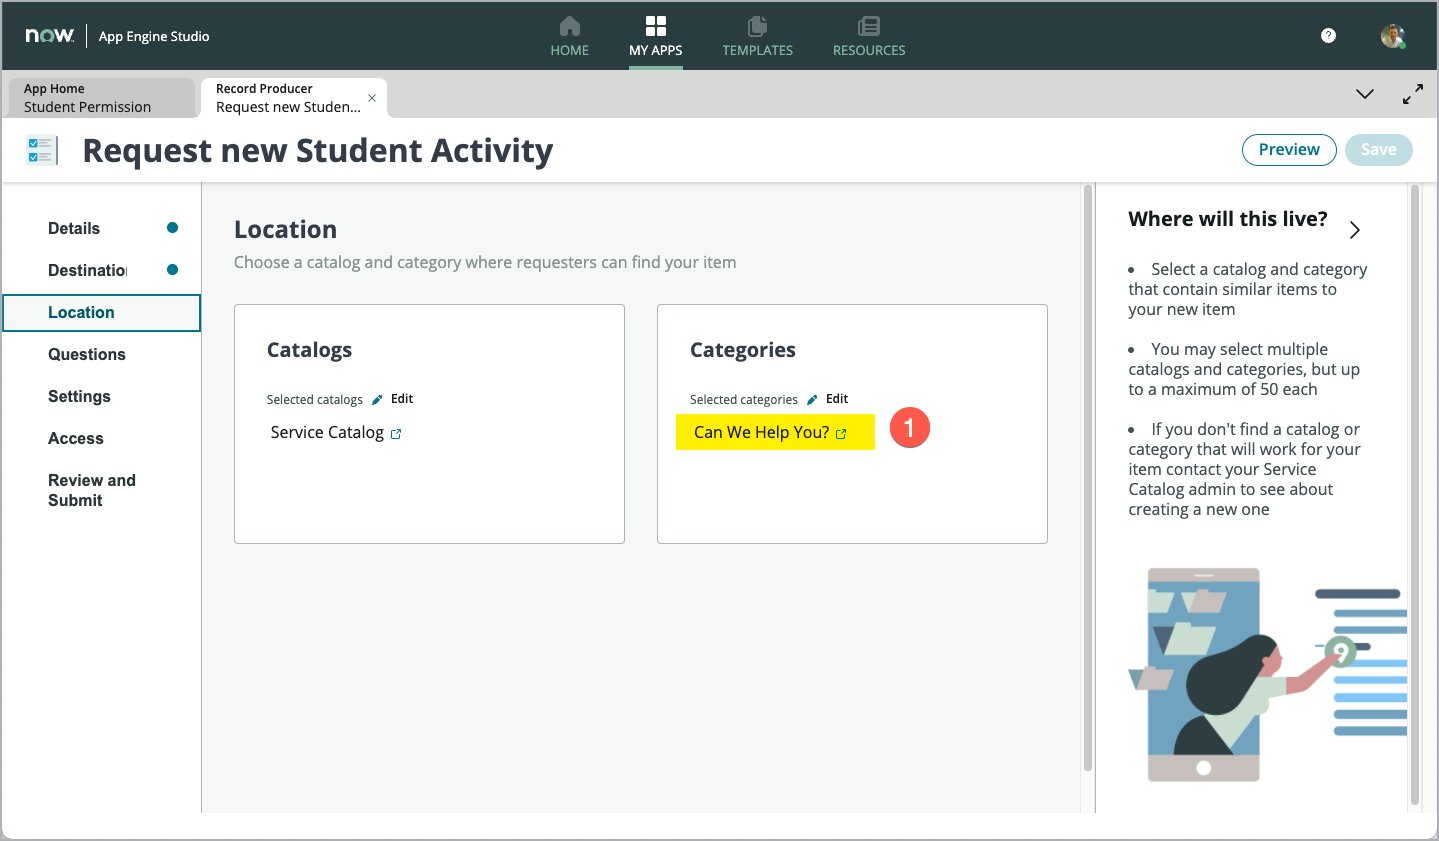 now
App Engine Studio
HOME
MY APPS
TEMPLATES
RESOURCES
?
App Home
Student Permission
Record Producer
Request new Studen...
Request new Student Activity
Preview
Save
Details
Destination
Location
Questions
Settings
Access
Review and
Submit
Location
Choose a catalog and category where requesters can find your item
Catalogs
Selected catalogs Edit
Service Catalog
Categories
Selected categories Edit
Can We Help You?
1
Where will this live?
• Select a catalog and category
that contain similar items to
your new item
• You may select multiple
catalogs and categories, but up
to a maximum of 50 each
• If you don't find a catalog or
category that will work for your
item contact your Service
Catalog admin to see about
creating a new one